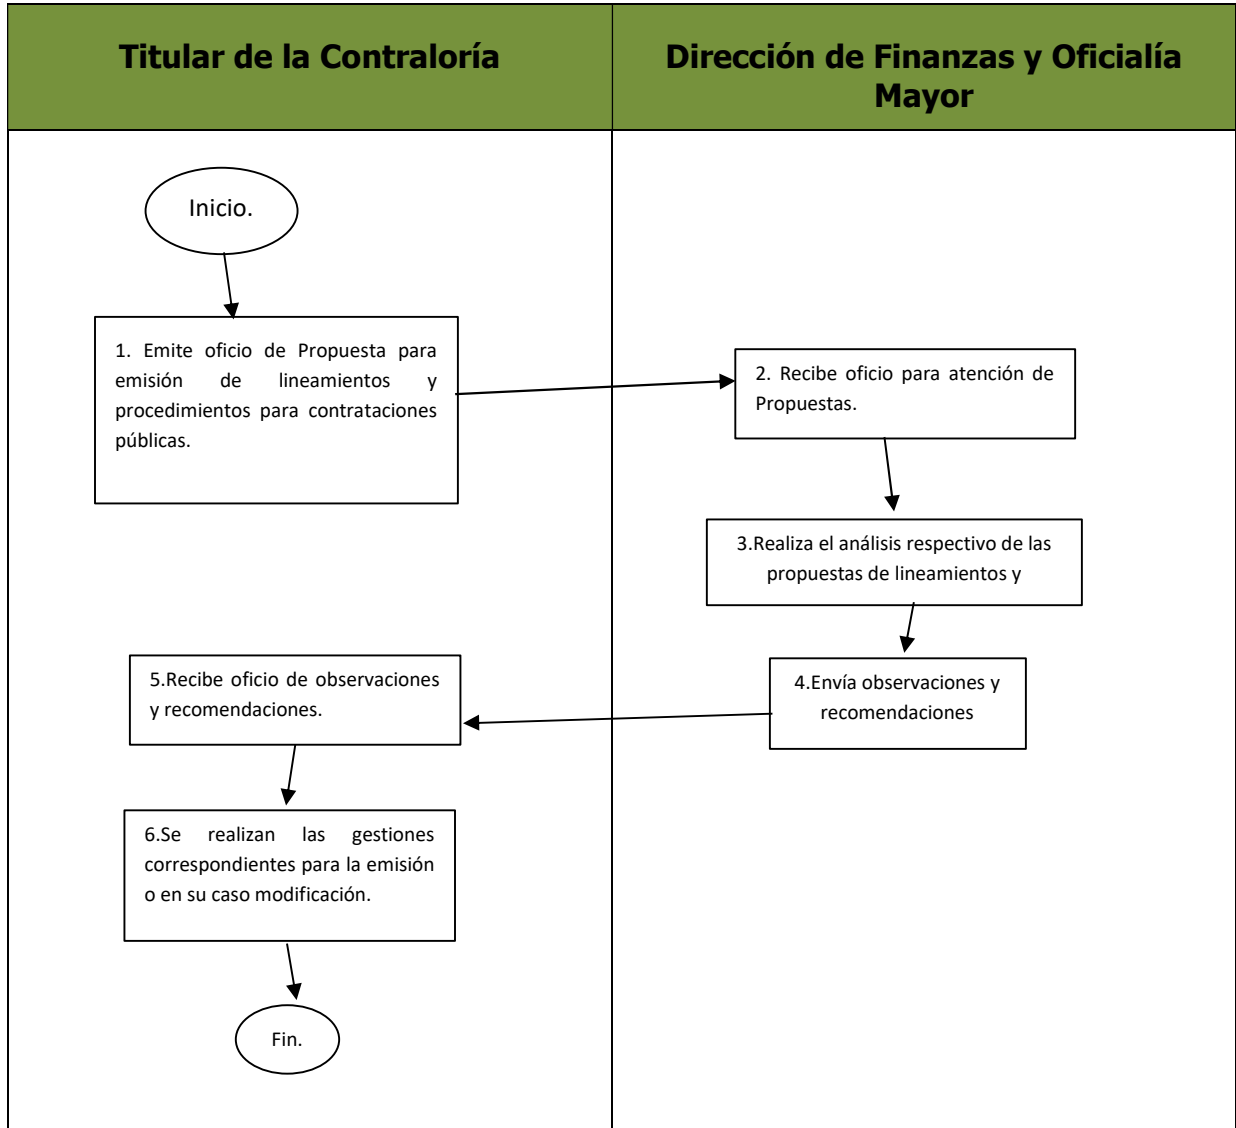 Titular de la Contraloría
Dirección de Finanzas y Oficialía
Mayor
Inicio.
1. Emite oficio de Propuesta para
emisión de lineamientos y
procedimientos para contrataciones
públicas.
2. Recibe oficio para atención de
Propuestas.
3.Realiza el análisis respectivo de las
propuestas de lineamientos y
4.Envía observaciones y
recomendaciones
5.Recibe oficio de observaciones
y recomendaciones.
6.Se realizan las gestiones
correspondientes para la emisión
o en su caso modificación.
Fin.